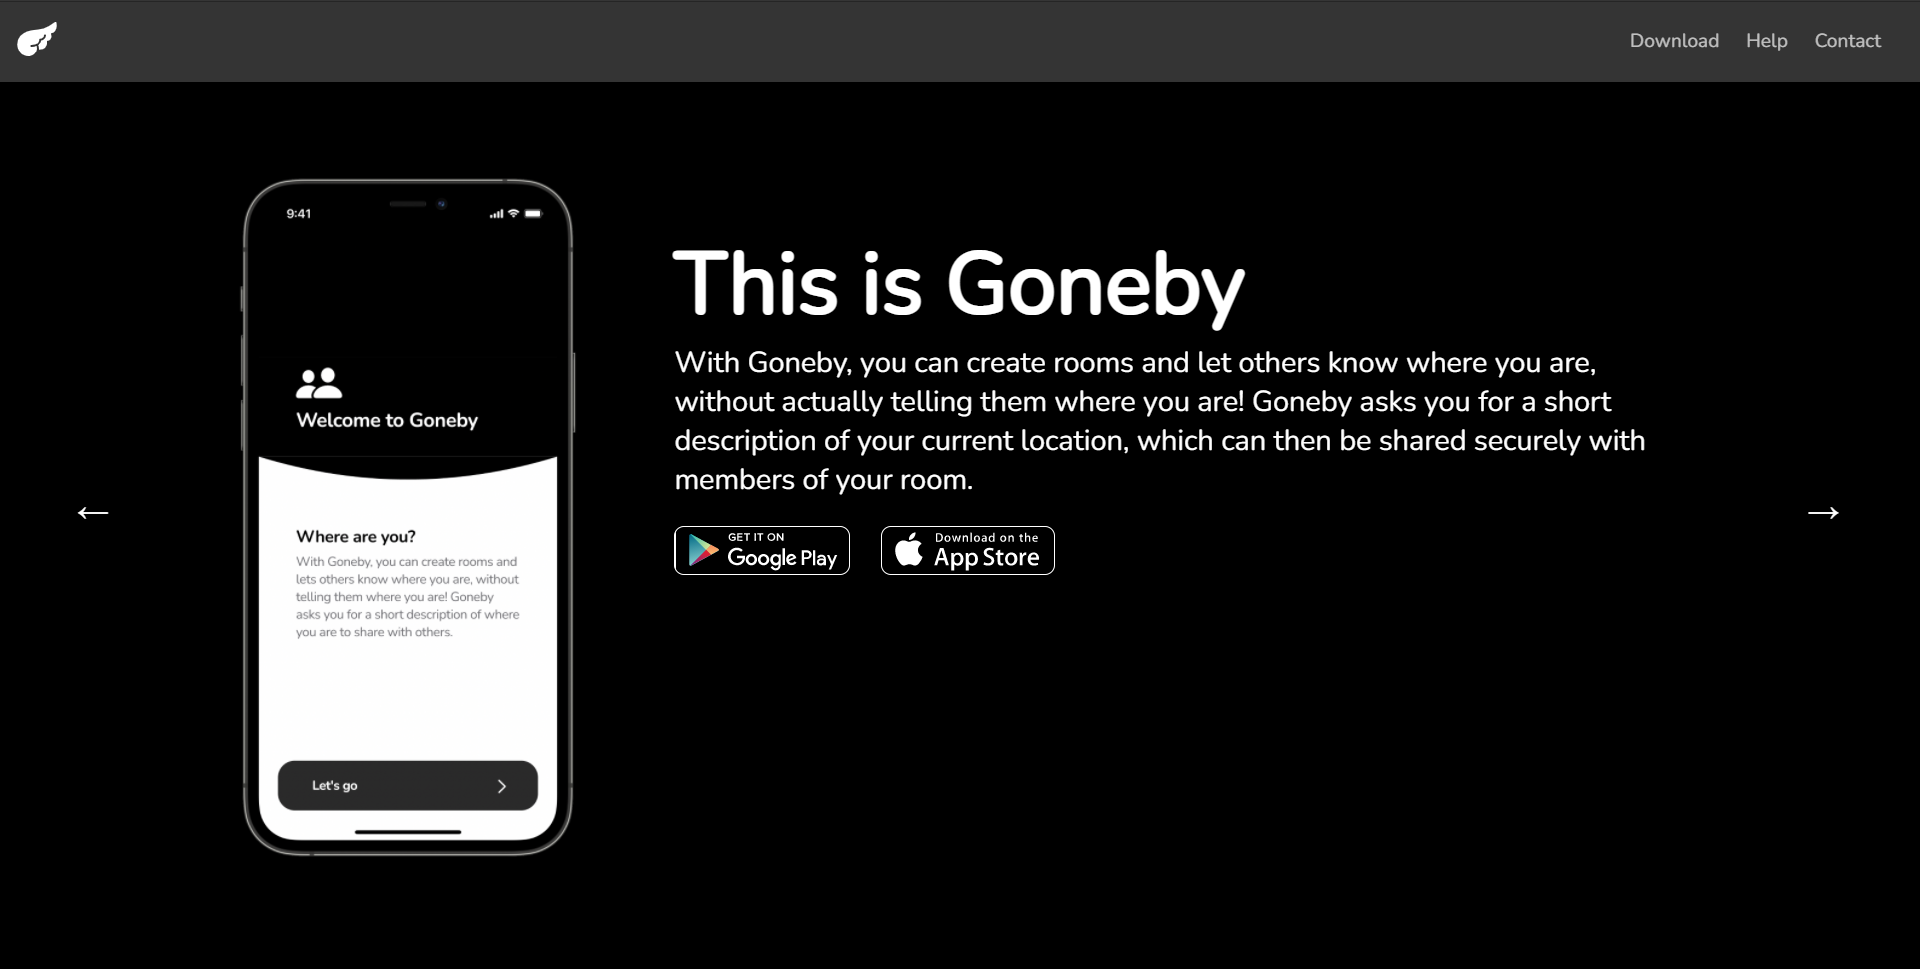 Download Help Contact
9:41
Welcome to Goneby
Where are you?
With Goneby, you can create rooms and
lets others know where you are, without
telling them where you are! Goneby
asks you for a short description of where
you are to share with others.
Let's go
This is Goneby
With Goneby, you can create rooms and let others know where you are,
without actually telling them where you are! Goneby asks you for a short
description of your current location, which can then be shared securely with
members of your room.
GET IT ON
Google Play
Download on the
App Store